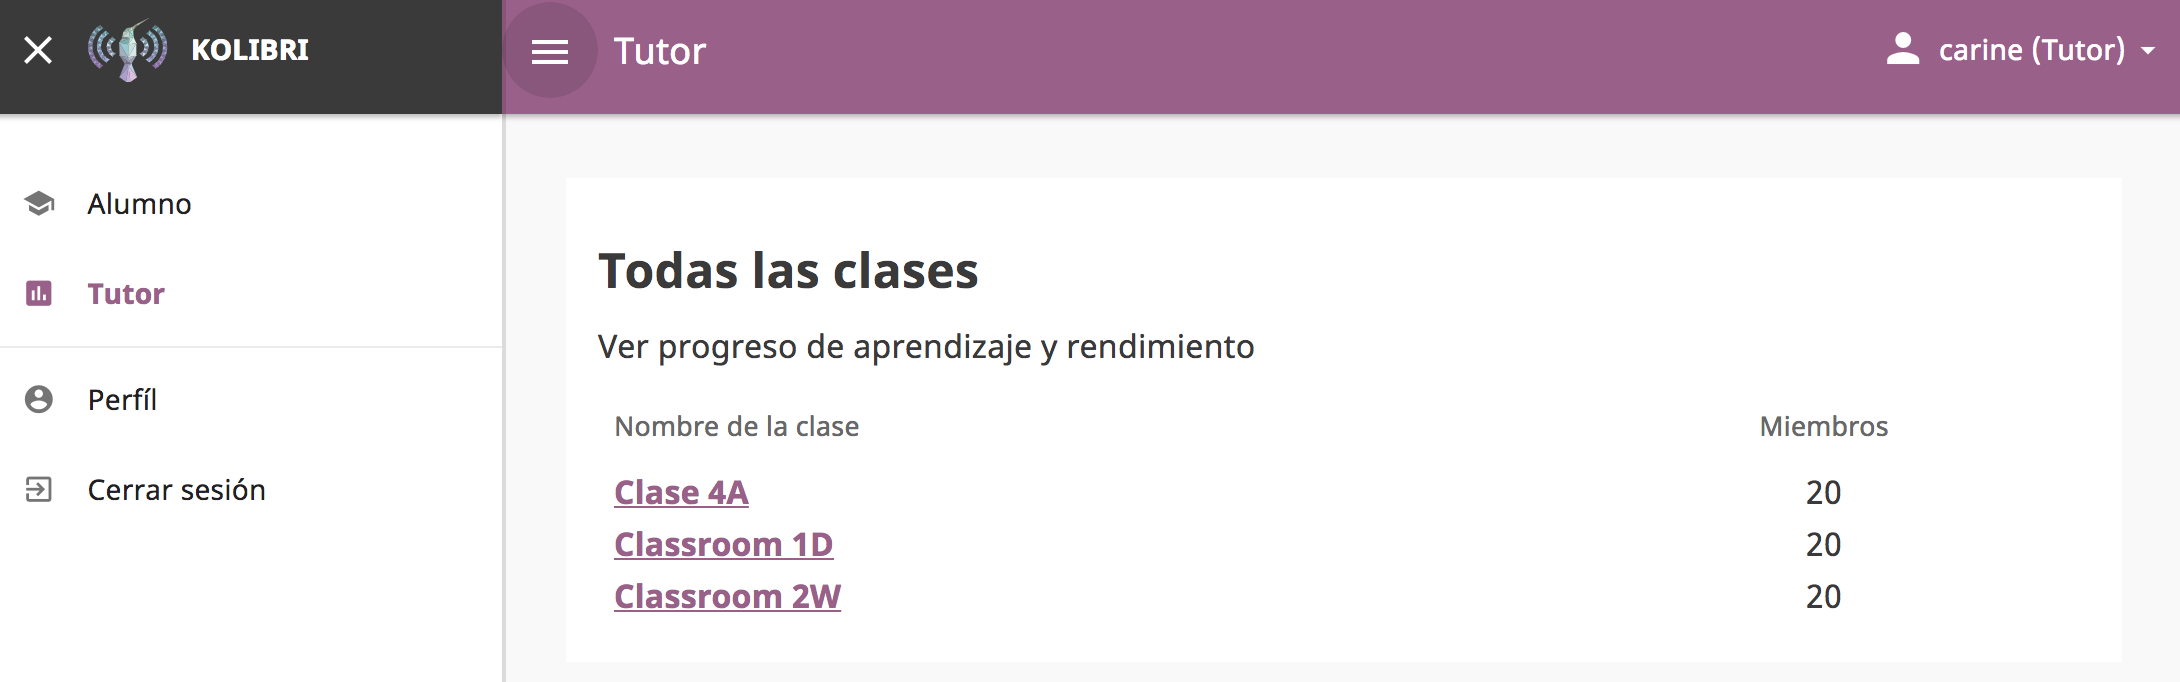 KOLIBRI
Tutor
carine (Tutor)
Alumno
Tutor
Perfíl
Cerrar sesión
Todas las clases
Ver progreso de aprendizaje y rendimiento
Nombre de la clase Miembros
Clase 4A 20
Classroom 1D 20
Classroom 2W 20